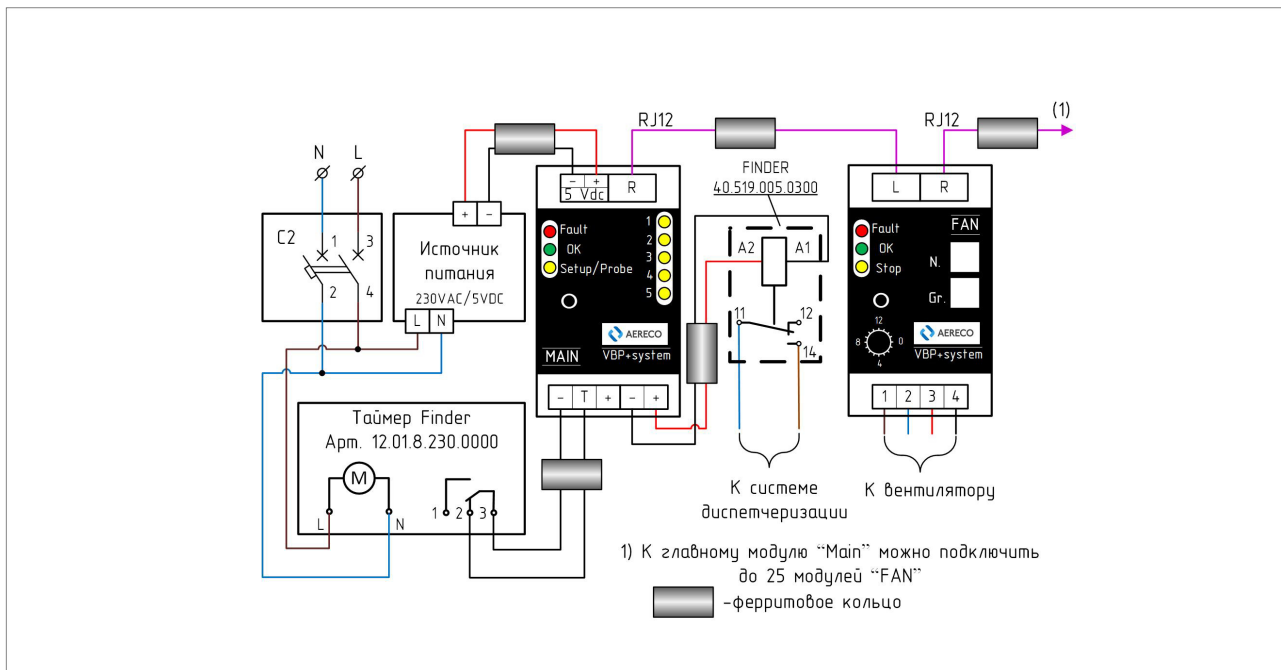 (1)
RJ12
RJ12
N
L
FINDER
40.519.005.0300
- +
5 Vdc
R
L
R
+ -
C2
1
3
2
4
Источник
питания
230VAC/5VDC
L N
Fault
OK
Setup/Probe
1
2
3
4
5
AERECO
MAIN
VBP+system
- T + - +
A2
A1
11
12
14
Fault
OK
Stop
FAN
N.
Gr.
12
8
0
4
AERECO
VBP+system
1 2 3 4
Таймер Finder
Арт. 12.01.8.230.0000
M
L
N
1
2
3
К системе
диспетчеризации
К вентилятору
1) К главному модулю “Main” можно подключить
до 25 модулей “FAN”
-ферритовое кольцо